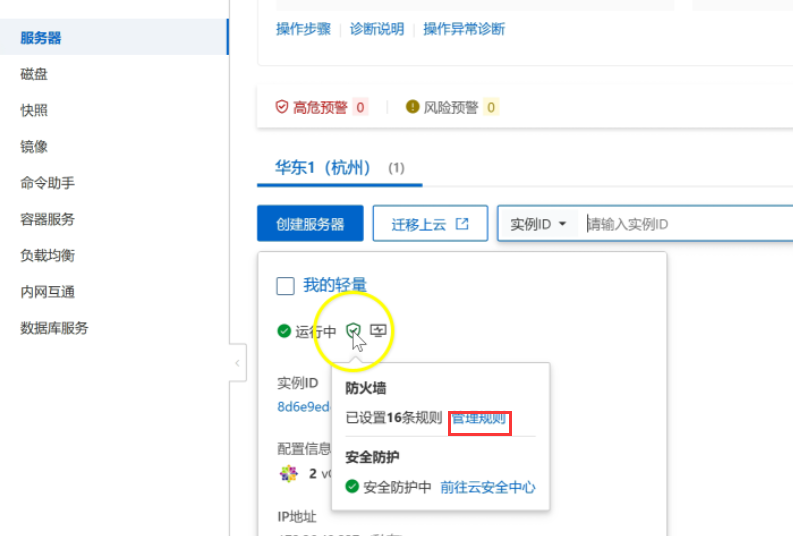 操作步骤 诊断说明 操作异常诊断
服务器
磁盘
快照
镜像
命令助手
容器服务
负载均衡
内网互通
数据库服务
高危预警 0 风险预警 0
华东1（杭州） (1)
创建服务器 迁移上云 实例ID 请输入实例ID
我的轻量
运行中
实例ID
8d6e9ed
防火墙
已设置16条规则 管理规则
配置信息
安全防护
2
安全防护中 前往云安全中心
IP地址